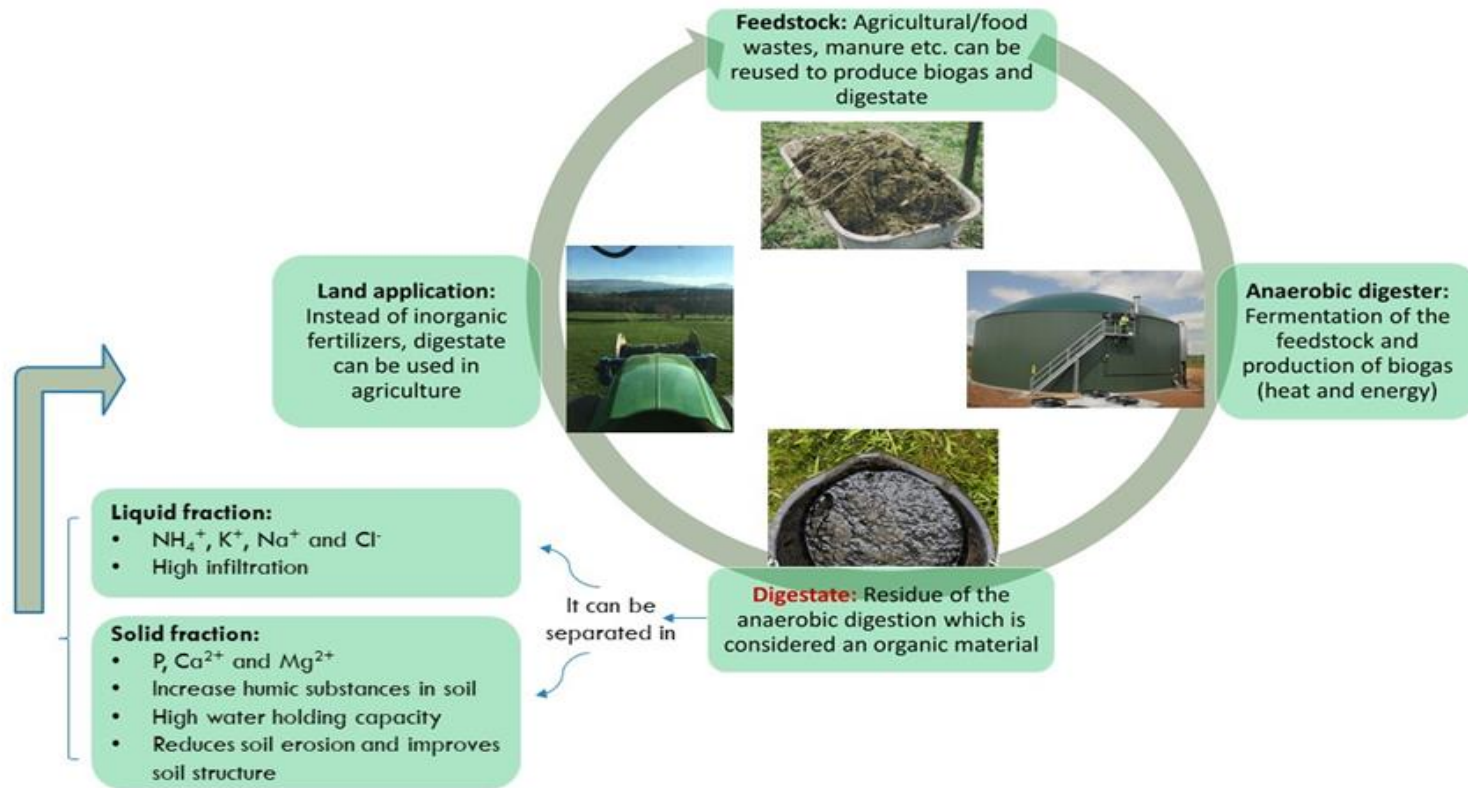 Feedstock: Agricultural/food
wastes, manure etc. can be
reused to produce biogas and
digestate
Anaerobic digester:
Fermentation of the
feedstock and
production of biogas
(heat and energy)
Digestate: Residue of the
anaerobic digestion which is
considered an organic material
It can be
separated in
Liquid fraction:
• NH₄⁺, K⁺, Na⁺ and Cl⁻
• High infiltration
Solid fraction:
• P, Ca²⁺ and Mg²⁺
• Increase humic substances in soil
• High water holding capacity
• Reduces soil erosion and improves
soil structure
Land application:
Instead of inorganic
fertilizers, digestate
can be used in
agriculture